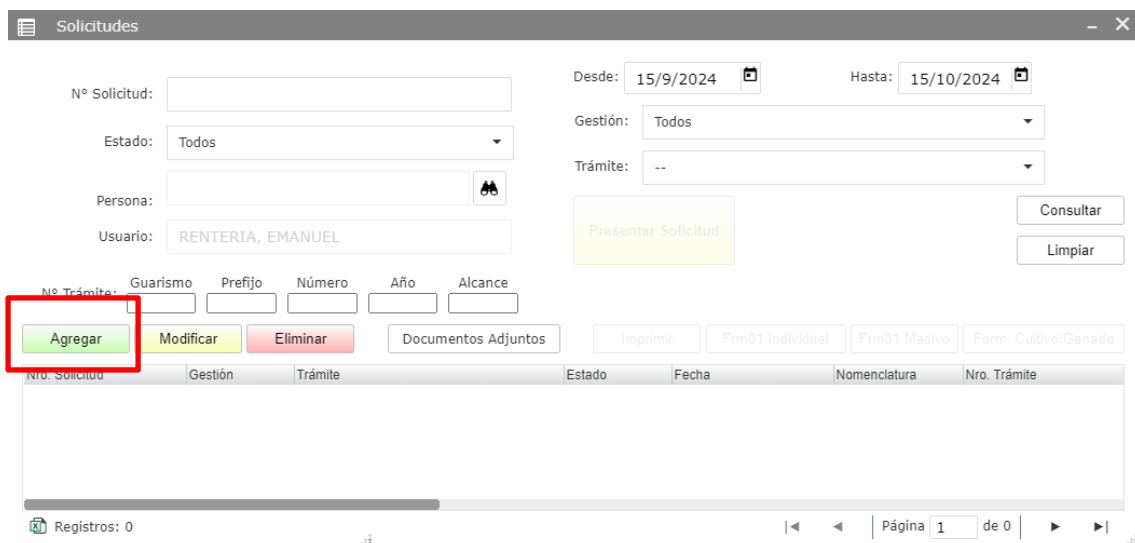 Solicitudes
Nº Solicitud:
Desde: 15/9/2024 Hasta: 15/10/2024
Estado: Todos
Gestión: Todos
Trámite: --
Persona:
Usuario: RENTERIA, EMANUEL
Presentar Solicitud
Consultar
Limpiar
Nº Trámite: Guarismo Prefijo Número Año Alcance
Agregar Modificar Eliminar Documentos Adjuntos Imprimir Frm01 Individual Frm01 Masivo Form. Cultivo/Ganado
Nro. Solicitud Gestión Trámite Estado Fecha Nomenclatura Nro. Trámite
Registros: 0 Página 1 de 0